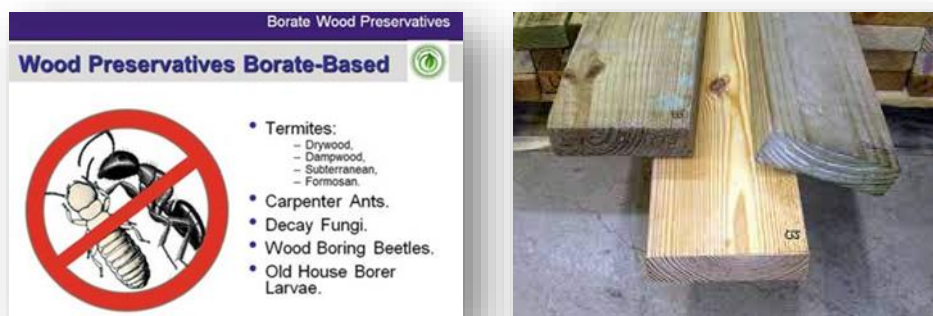 Borate Wood Preservatives
Wood Preservatives Borate-Based
• Termites:
– Drywood,
– Dampwood,
– Subterranean,
– Formosan.
• Carpenter Ants.
• Decay Fungi.
• Wood Boring Beetles.
• Old House Borer
Larvae.